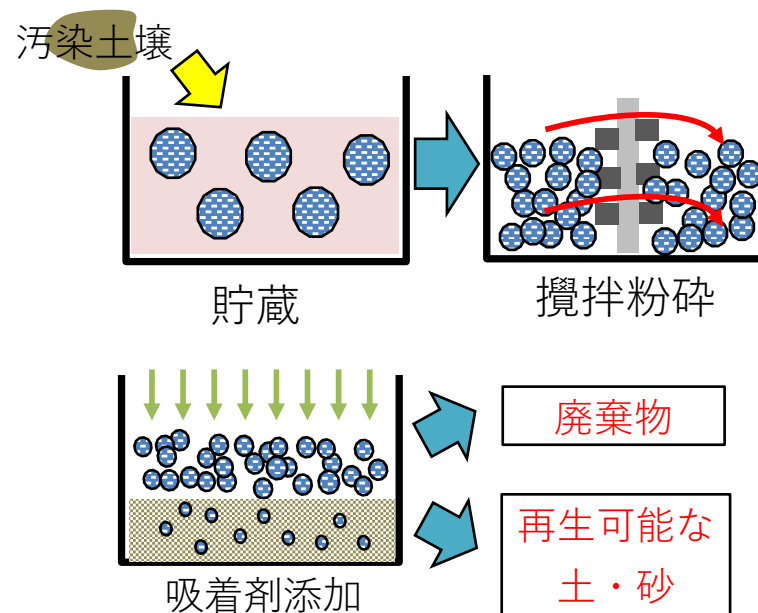 汚染土壌
貯蔵
攪拌粉砕
吸着剤添加
廃棄物
再生可能な
土・砂